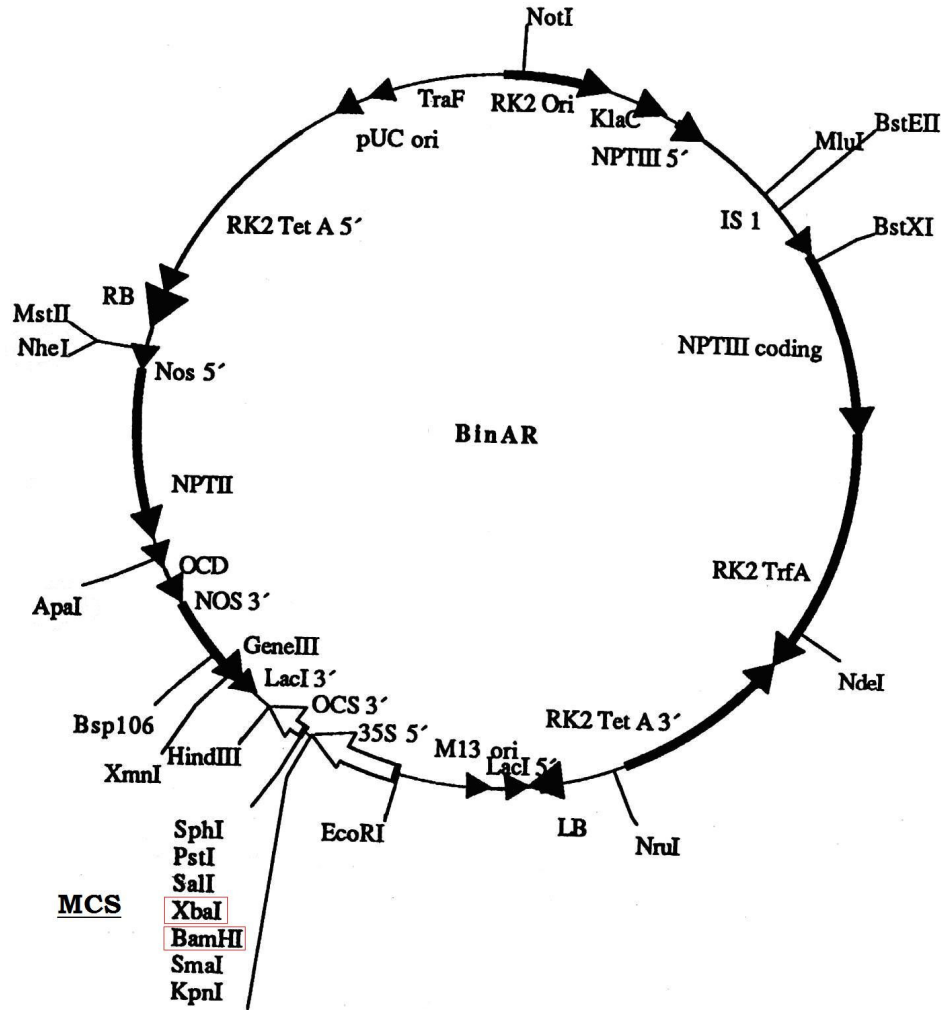 NotI
TraF
RK2 Ori
KlaC
NPTIII 5´
pUC ori
MluI
BstEII
IS 1
BstXI
RK2 Tet A 5´
RB
MstII
NheI
Nos 5´
NPTIII coding
BinAR
NPTII
OCD
ApaI
NOS 3´
RK2 TrfA
GeneIII
LacI 3´
NdeI
Bsp106
OCS 3´
35S 5´
RK2 Tet A 3´
XmnI
HindIII
M13 ori
LacI 5´
EcoRI
LB
NruI
MCS
SphI
PstI
SalI
XbaI
BamHI
SmaI
KpnI